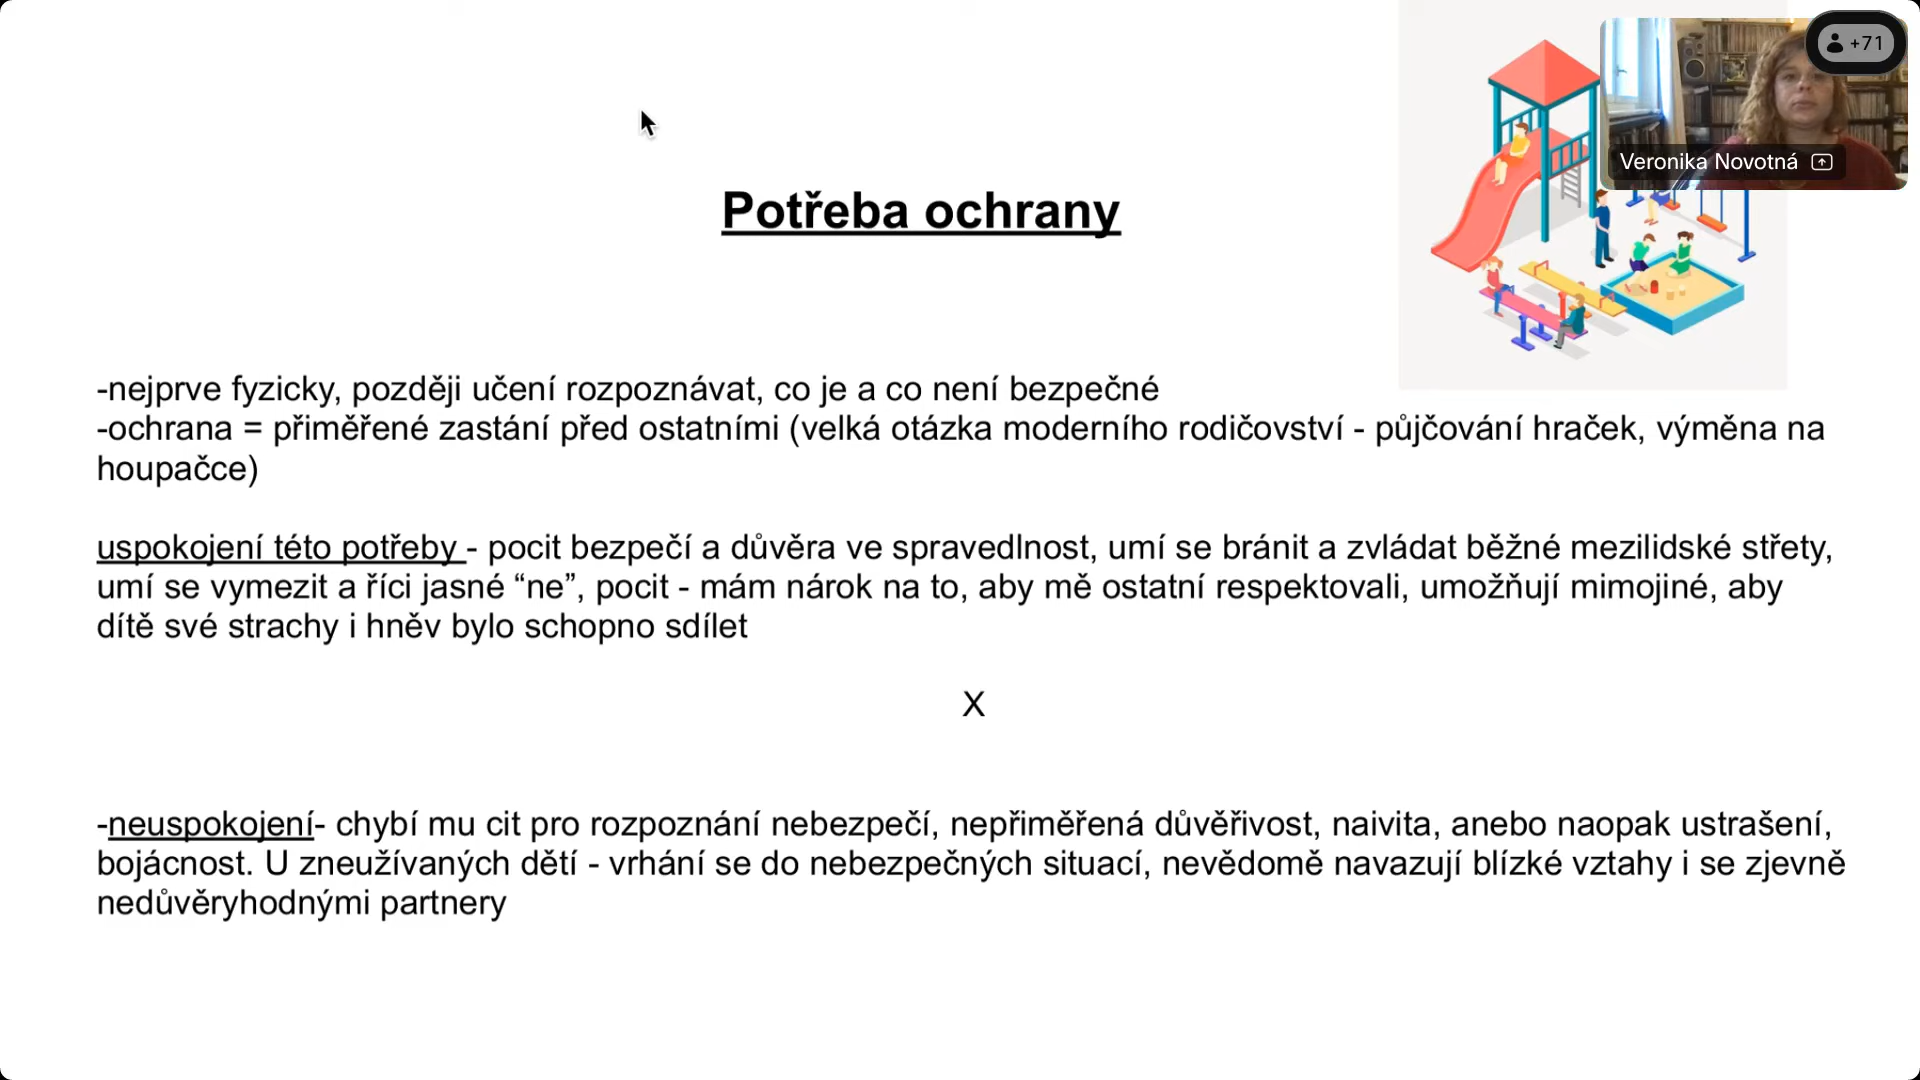 +71
Veronika Novotná
Potřeba ochrany
-nejprve fyzicky, později učení rozpoznávat, co je a co není bezpečné
-ochrana = přiměřené zastání před ostatními (velká otázka moderního rodičovství - půjčování hraček, výměna na
houpačce)
uspokojení této potřeby - pocit bezpečí a důvěra ve spravedlnost, umí se bránit a zvládat běžné mezilidské střety,
umí se vymezit a říci jasné “ne”, pocit - mám nárok na to, aby mě ostatní respektovali, umožňují mimojiné, aby
dítě své strachy i hněv bylo schopno sdílet
X
-neuspokojení- chybí mu cit pro rozpoznání nebezpečí, nepřiměřená důvěřivost, naivita, anebo naopak ustrašení,
bojácnost. U zneužívaných dětí - vrhání se do nebezpečných situací, nevědomě navazují blízké vztahy i se zjevně
nedůvěryhodnými partnery